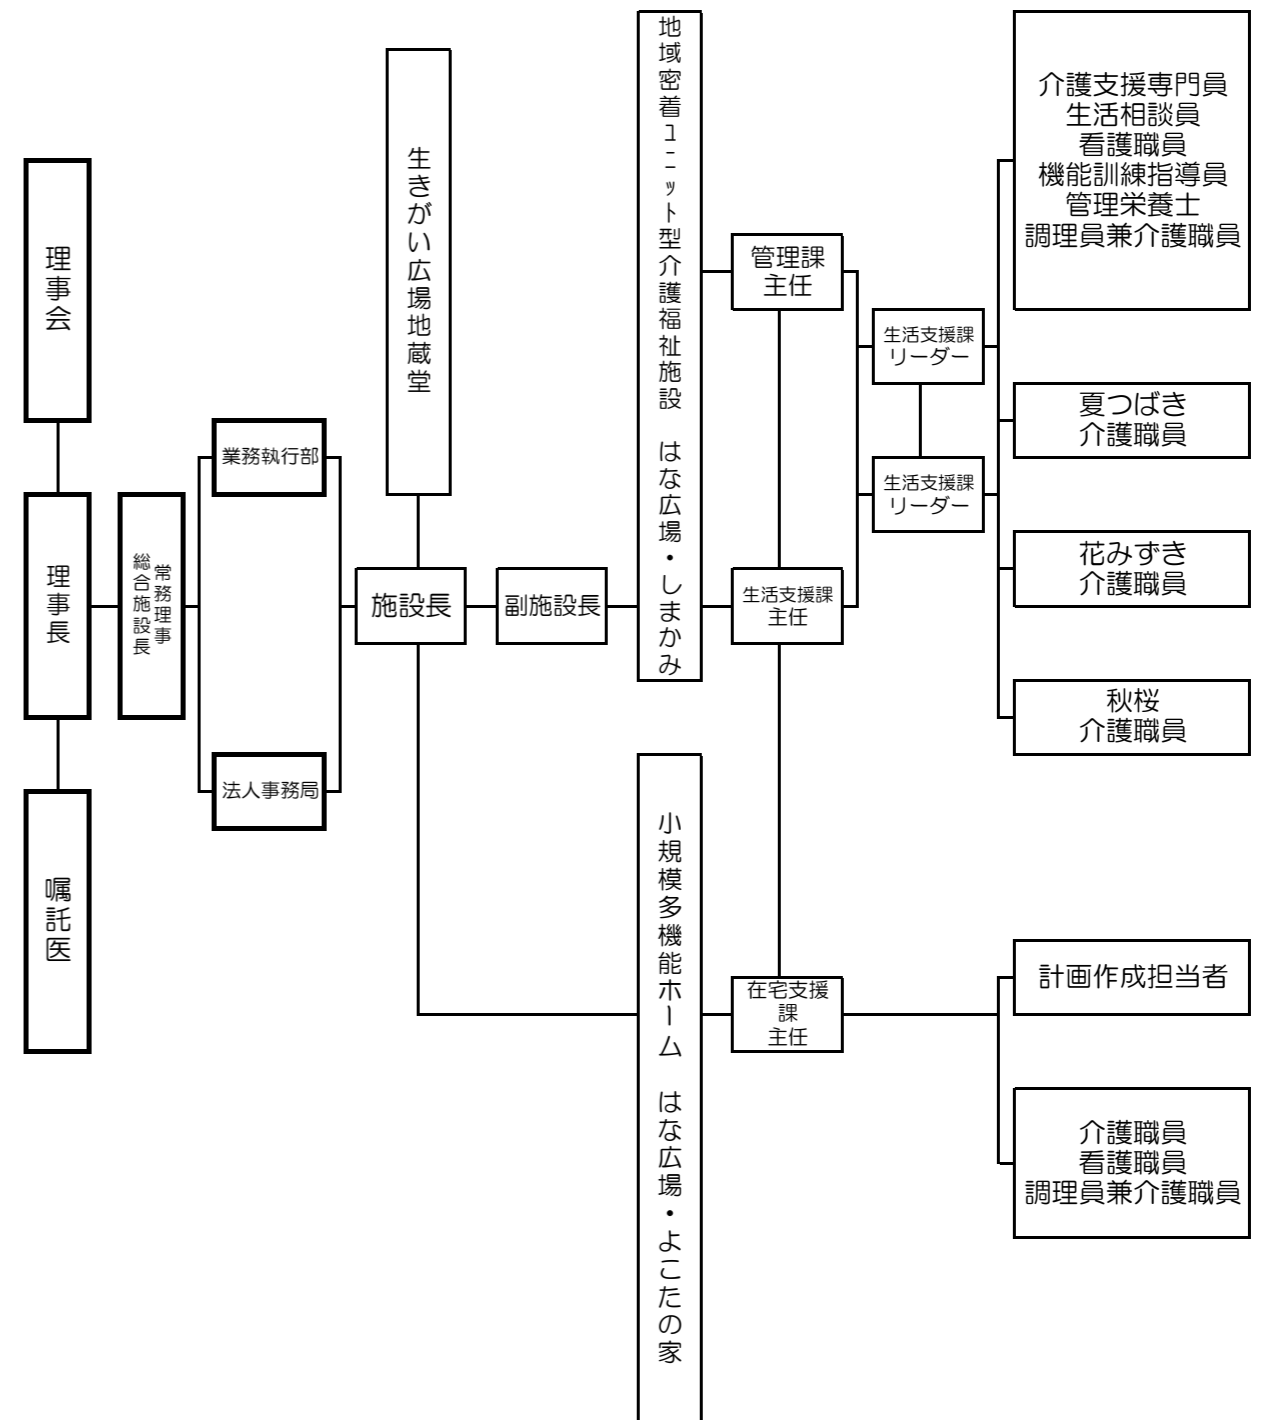 理事会
理事長
嘱託医
常務理事
総合施設長
業務執行部
法人事務局
生きがい広場地蔵堂
施設長
副施設長
地域密着ﾕﾆｯﾄ型介護福祉施設　はな広場・しまかみ
小規模多機能ホーム　はな広場・よこたの家
管理課
主任
生活支援課
主任
在宅支援
課
主任
生活支援課
リーダー
生活支援課
リーダー
介護支援専門員
生活相談員
看護職員
機能訓練指導員
管理栄養士
調理員兼介護職員
夏つばき
介護職員
花みずき
介護職員
秋桜
介護職員
計画作成担当者
介護職員
看護職員
調理員兼介護職員